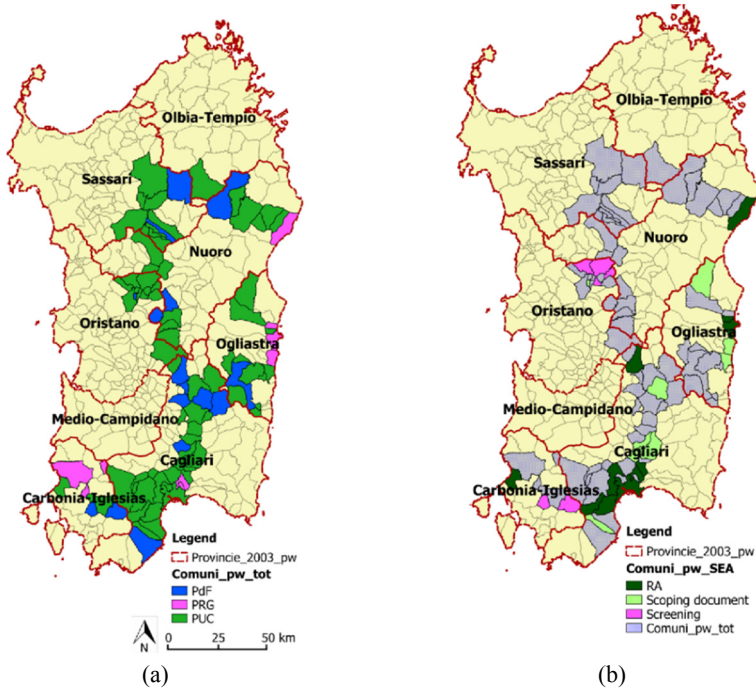 Olbia-Tempio
Sassari
Nuoro
Oristano
Ogliastra
Medio-Campidano
Cagliari
Carbonia-Iglesias
Legend
Provincie_2003_pw
Comuni_pw_tot
PdF
PRG
PUC
N
0 25 50 km
(a)
Olbia-Tempio
Sassari
Nuoro
Oristano
Ogliastra
Medio-Campidano
Cagliari
Carbonia-Iglesias
Legend
Provincie_2003_pw
Comuni_pw_SEA
RA
Scoping document
Screening
Comuni_pw_tot
(b)